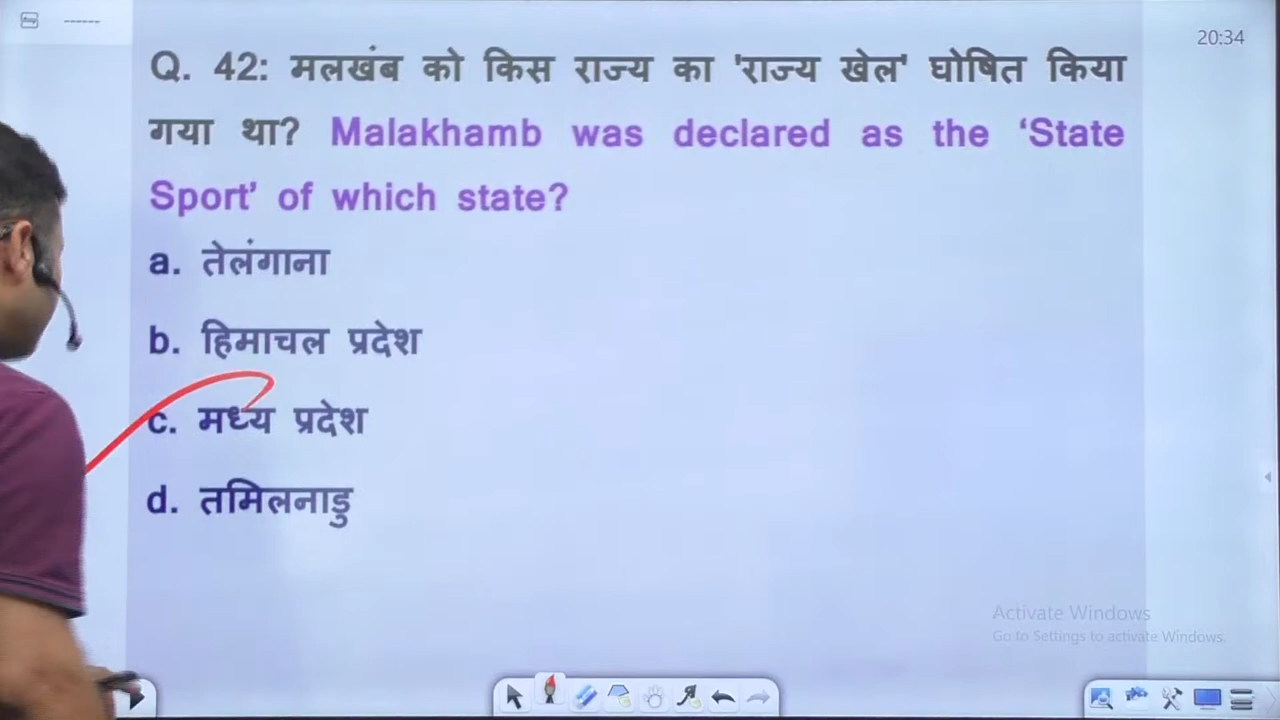 20:34
Q. 42: मलखंब को किस राज्य का 'राज्य खेल' घोषित किया
गया था? Malakhamb was declared as the ‘State
Sport’ of which state?
a. तेलंगाना
b. हिमाचल प्रदेश
c. मध्य प्रदेश
d. तमिलनाडु
Activate Windows
Go to Settings to activate Windows.